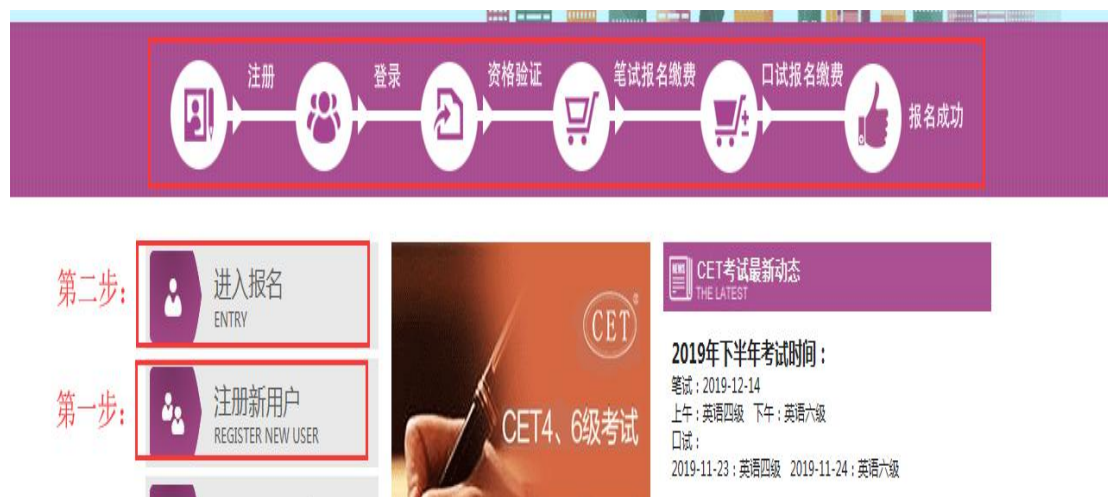 注册
登录
资格验证
笔试报名缴费
口试报名缴费
报名成功
第二步：
进入报名
ENTRY
第一步：
注册新用户
REGISTER NEW USER
CET
®
CET4、6级考试
NEWS
CET考试最新动态
THE LATEST
2019年下半年考试时间：
笔试：2019-12-14
上午：英语四级 下午：英语六级
口试：
2019-11-23：英语四级 2019-11-24：英语六级